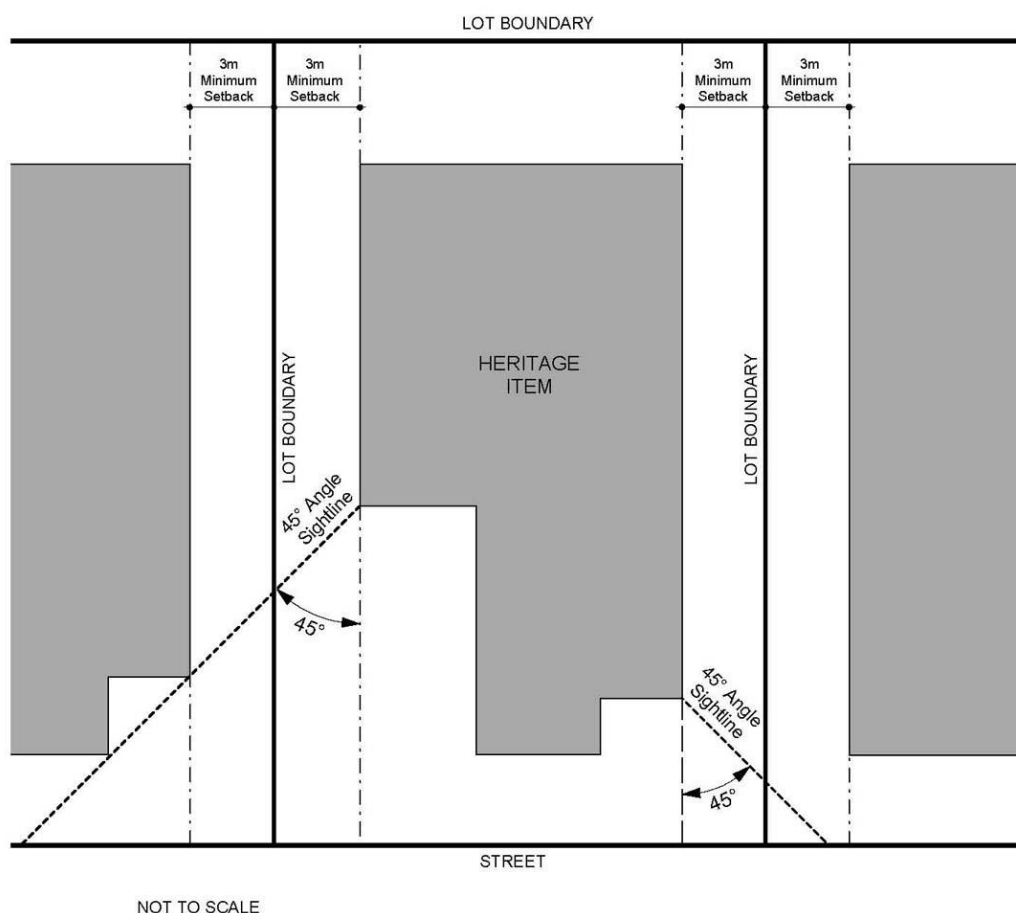 LOT BOUNDARY
3m
Minimum
Setback
3m
Minimum
Setback
3m
Minimum
Setback
3m
Minimum
Setback
HERITAGE
ITEM
LOT BOUNDARY
LOT BOUNDARY
45° Angle
Sightline
45°
45° Angle
Sightline
45°
STREET
NOT TO SCALE